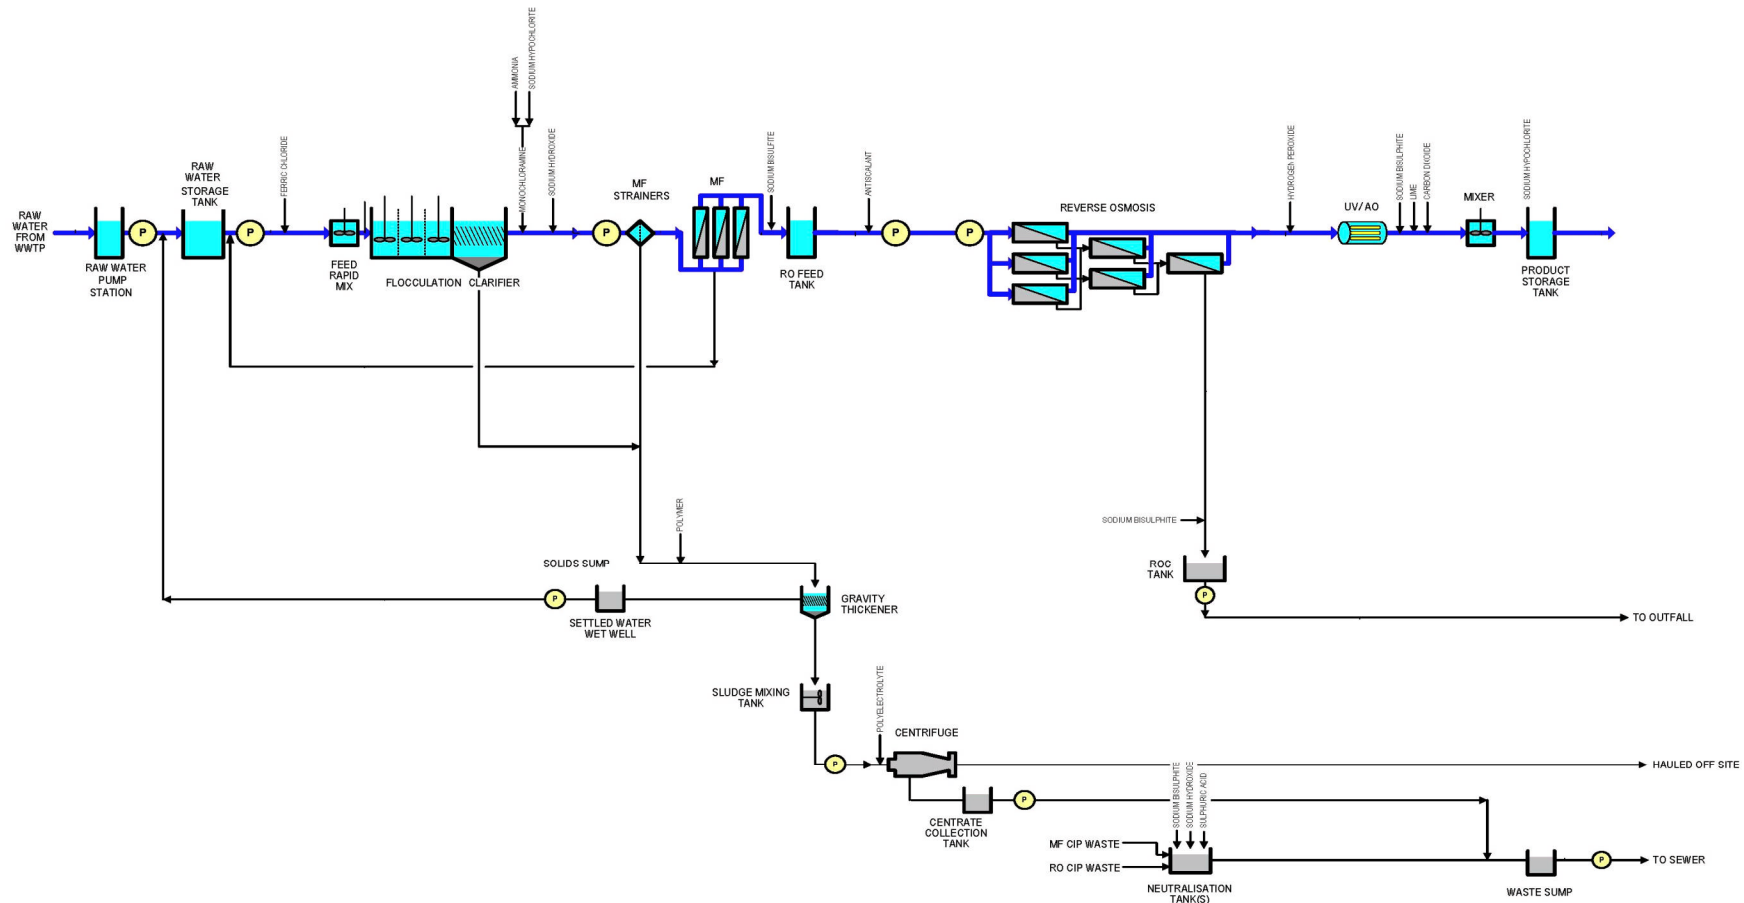 AMMONIA
SODIUM HYPOCHLORITE
FERRIC CHLORIDE
MONOCHLORAMINE
SODIUM HYDROXIDE
SODIUM BISULFITE
ANTISCALANT
HYDROGEN PEROXIDE
SODIUM BISULPHITE
LIME
CARBON DIXOIDE
SODIUM HYPOCHLORITE
RAW
WATER
STORAGE
TANK
MF
STRAINERS
MF
REVERSE OSMOSIS
UV/ AO
MIXER
RAW
WATER
FROM
WWTP
P
P
P
P
P
RAW WATER
PUMP
STATION
FEED
RAPID
MIX
FLOCCULATION CLARIFIER
RO FEED
TANK
PRODUCT
STORAGE
TANK
POLYMER
SODIUM BISULPHITE
SOLIDS SUMP
ROC
TANK
P
P
SETTLED WATER
WET WELL
GRAVITY
THICKENER
TO OUTFALL
SLUDGE MIXING
TANK
POLYELECTROLYTE
CENTRIFUGE
P
HAULED OFF SITE
P
CENTRATE
COLLECTION
TANK
SODIUM BISULPHITE
SODIUM HYDROXIDE
SULPHURIC ACID
MF CIP WASTE
RO CIP WASTE
P
TO SEWER
NEUTRALISATION
TANK(S)
WASTE SUMP